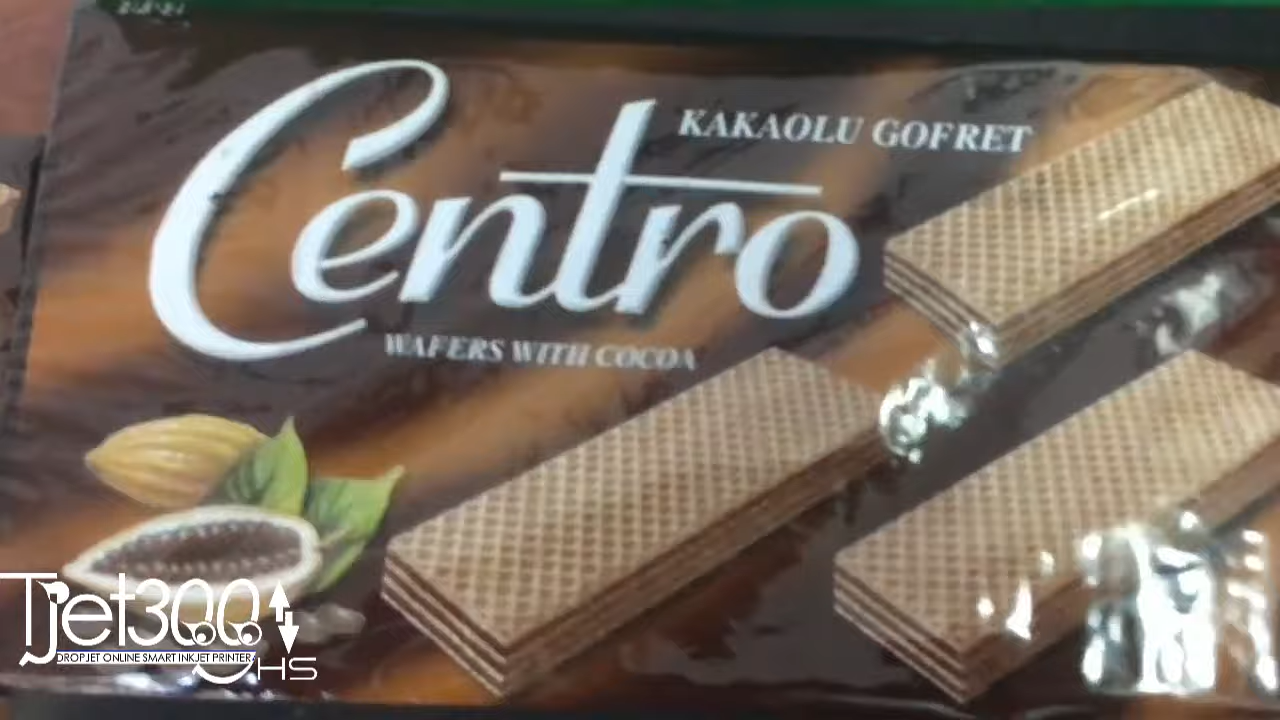 KAKAOLU GOFRET
Centro
WAFERS WITH COCOA
Tjet300
DROPJET ONLINE SMART INKJET PRINTER
HS